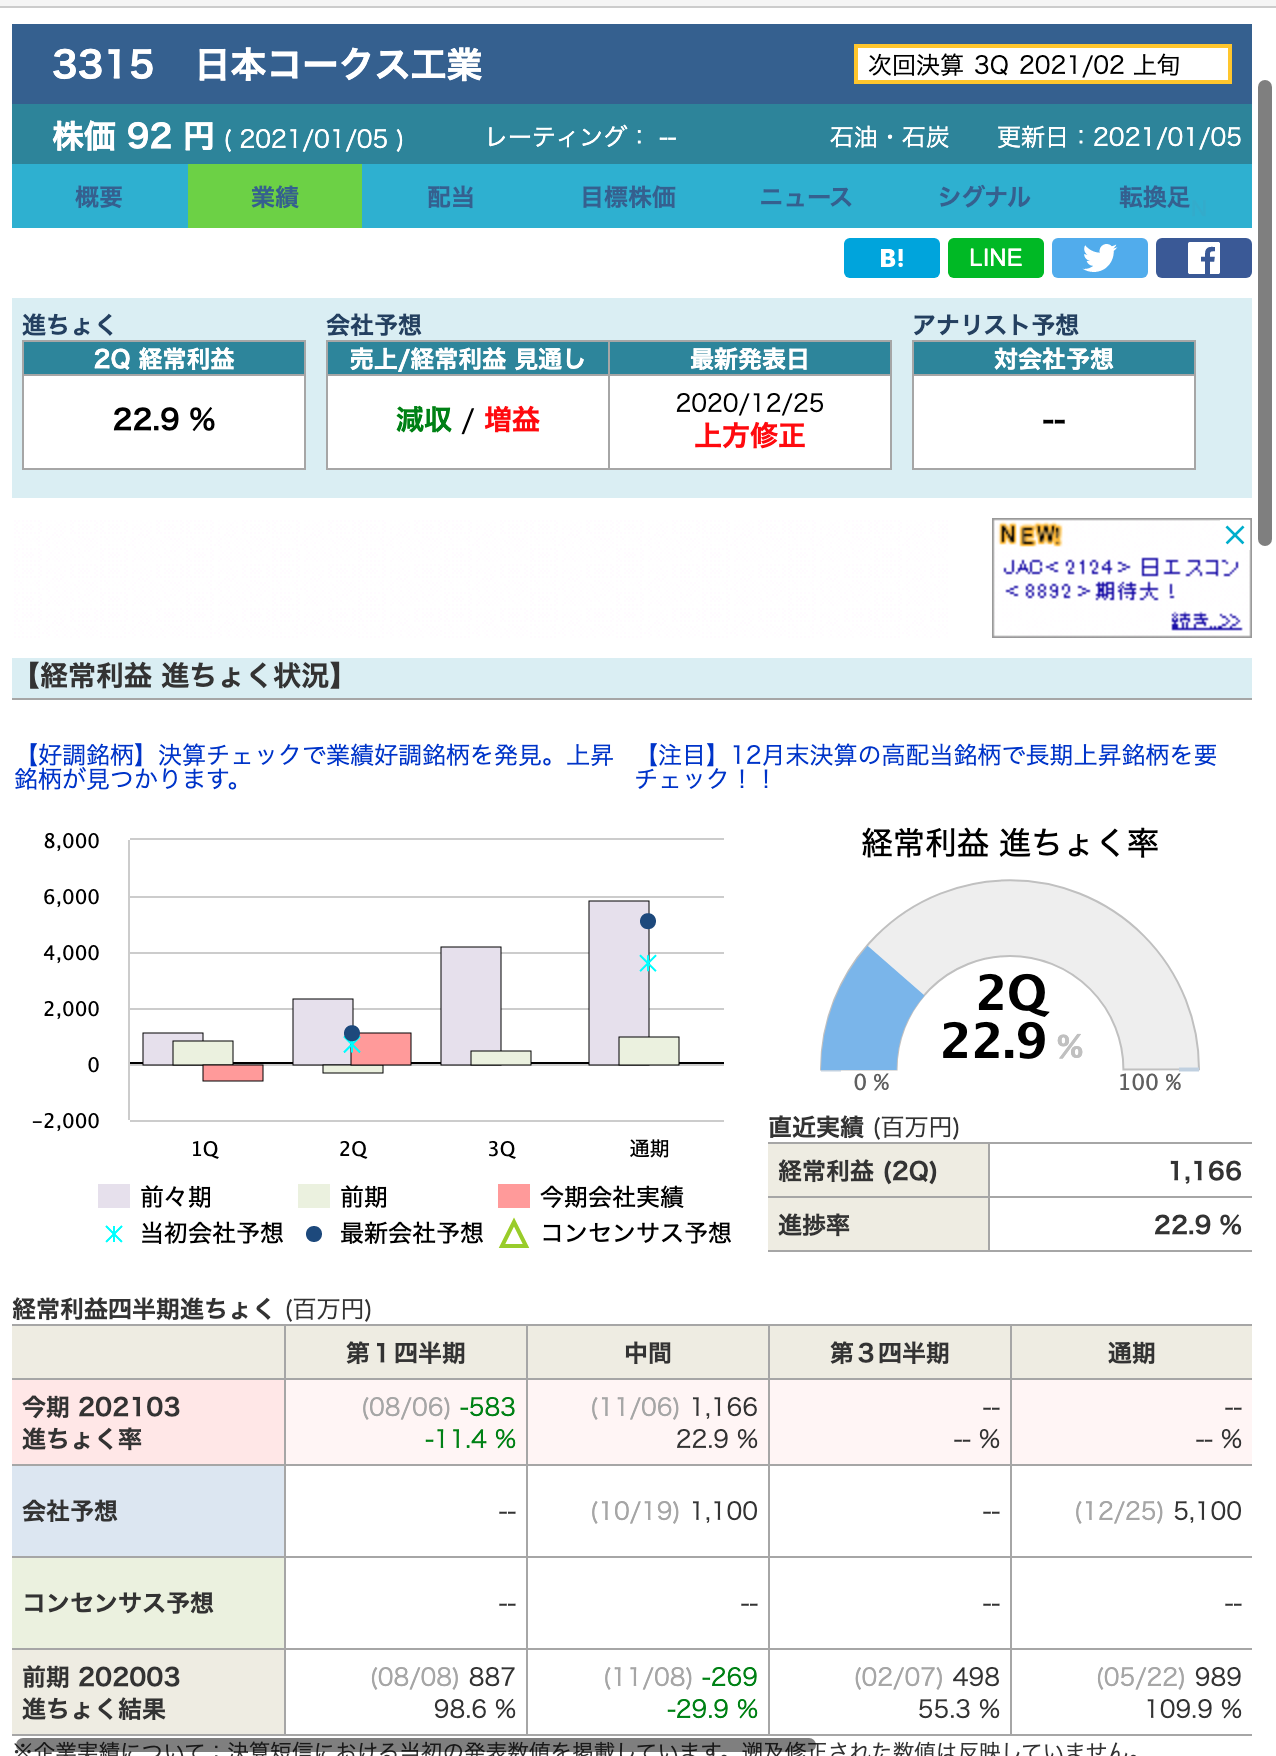 3315　日本コークス工業
次回決算 3Q 2021/02 上旬
株価 92 円 ( 2021/01/05 )　レーティング： --　石油・石炭　更新日：2021/01/05
概要　業績　配当　目標株価　ニュース　シグナル　転換足
B!　LINE
進ちょく　会社予想　アナリスト予想
2Q 経常利益　売上/経常利益 見通し　最新発表日　対会社予想
22.9 %　減収 / 増益　2020/12/25　--
上方修正
NEW!
JAC<2124> 日エスコン
<8892>期待大！
続き..>>
【経常利益 進ちょく状況】
【好調銘柄】決算チェックで業績好調銘柄を発見。上昇
銘柄が見つかります。
【注目】12月末決算の高配当銘柄で長期上昇銘柄を要
チェック！！
8,000
6,000
4,000
2,000
0
-2,000
1Q　2Q　3Q　通期
前々期　前期　今期会社実績
当初会社予想　最新会社予想　コンセンサス予想
経常利益 進ちょく率
2Q
22.9 %
0 %　100 %
直近実績 (百万円)
経常利益 (2Q)　1,166
進捗率　22.9 %
経常利益四半期進ちょく (百万円)
第１四半期　中間　第３四半期　通期
今期 202103　(08/06) -583　(11/06) 1,166　--　--
進ちょく率　-11.4 %　22.9 %　-- %　-- %
会社予想　--　(10/19) 1,100　--　(12/25) 5,100
コンセンサス予想　--　--　--　--
前期 202003　(08/08) 887　(11/08) -269　(02/07) 498　(05/22) 989
進ちょく結果　98.6 %　-29.9 %　55.3 %　109.9 %
※企業実績について：決算短信における当初の発表数値を掲載しています。遡及修正された数値は反映していません。